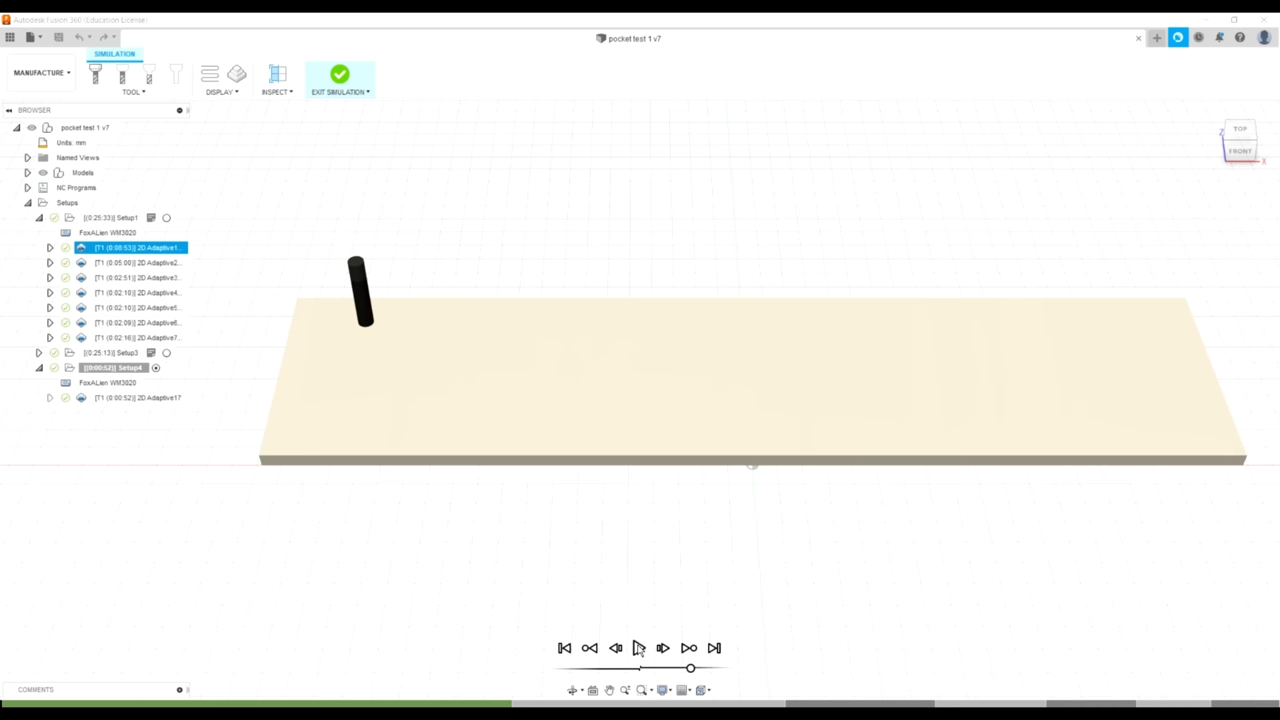 Autodesk Fusion 360 (Education License)
pocket test 1 v7
SIMULATION
MANUFACTURE
TOOL
DISPLAY
INSPECT
EXIT SIMULATION
BROWSER
pocket test 1 v7
Units: mm
Named Views
Models
NC Programs
Setups
[(0:25:33)] Setup1
FoxAlien WM3020
[T1 (0:08:53)] 2D Adaptive1...
[T1 (0:05:00)] 2D Adaptive2...
[T1 (0:02:51)] 2D Adaptive3...
[T1 (0:02:10)] 2D Adaptive4...
[T1 (0:02:10)] 2D Adaptive5...
[T1 (0:02:09)] 2D Adaptive6...
[T1 (0:02:16)] 2D Adaptive7...
[(0:25:13)] Setup3
[(0:00:52)] Setup4
FoxAlien WM3020
[T1 (0:00:52)] 2D Adaptive17
TOP
Z
FRONT
X
COMMENTS